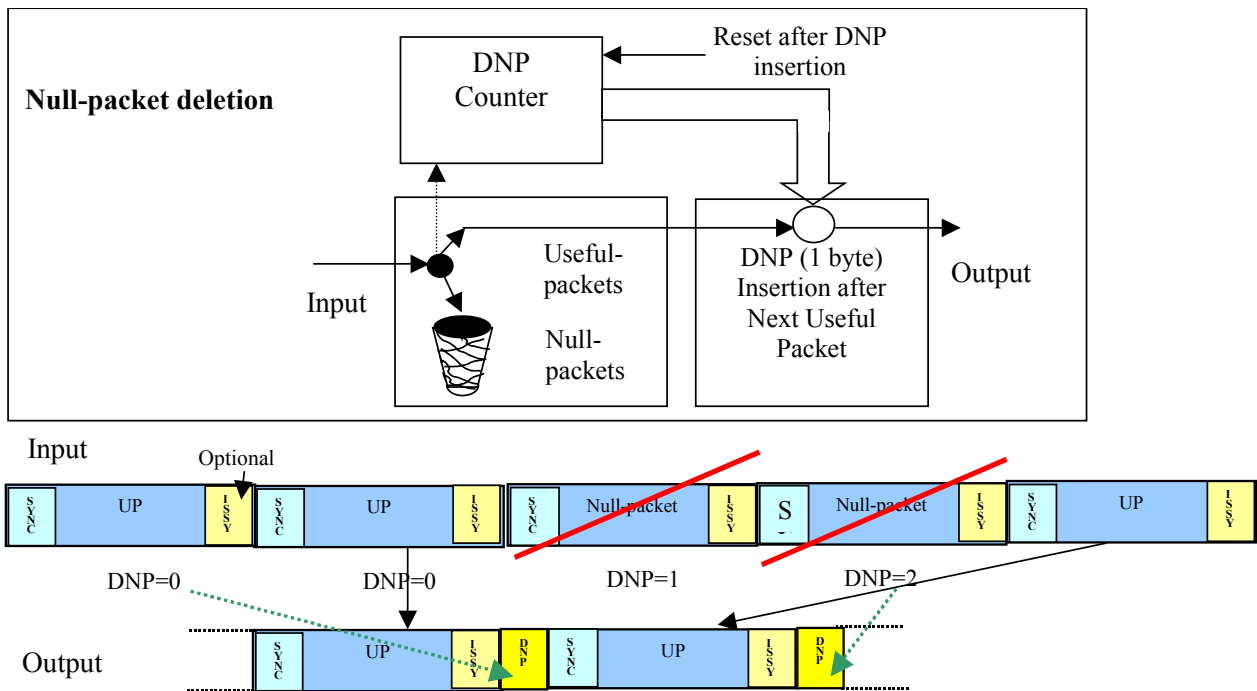 Null-packet deletion
DNP
Counter
Reset after DNP
insertion
Input
Useful-
packets
Null-
packets
DNP (1 byte)
Insertion after
Next Useful
Packet
Output
Input
Optional
SYNC UP ISSY SYNC UP ISSY SYNC Null-packet ISSY S Null-packet ISSY SYNC UP ISSY
DNP=0 DNP=0 DNP=1 DNP=2
Output
SYNC UP ISSY DNP SYNC UP ISSY DNP